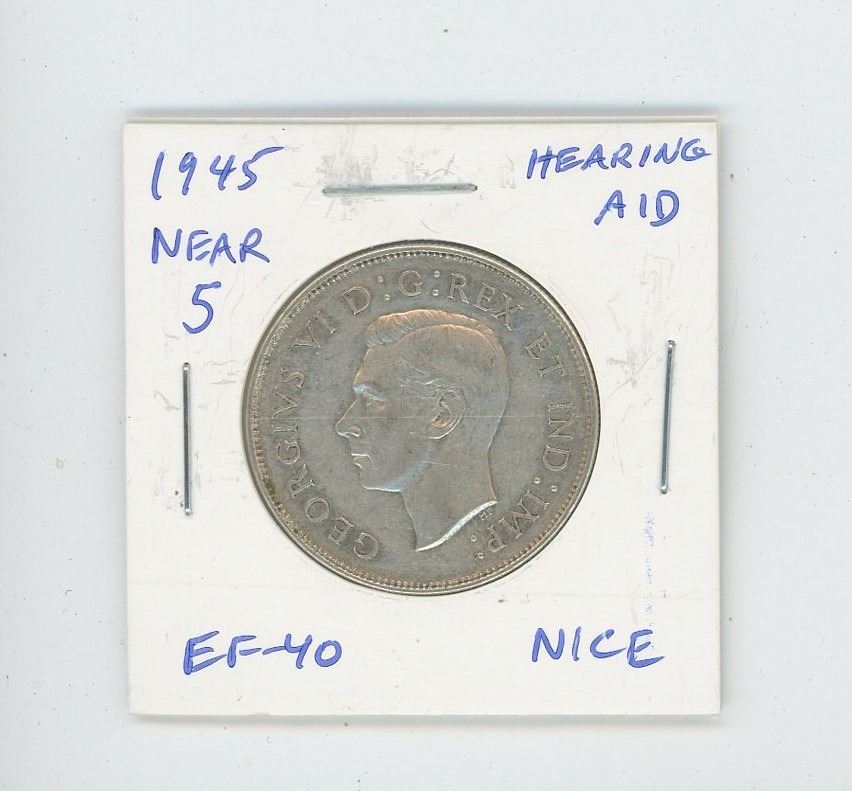 1945
NEAR
5
HEARING
AID
GEORGIVS VI D:G:REX ET IND:IMP:
EF-40
NICE